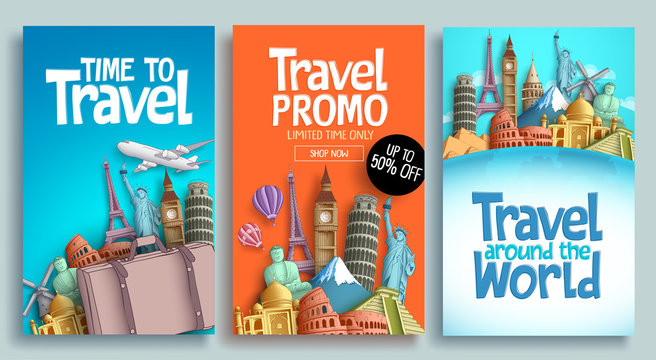 TIME TO
Travel
Travel
PROMO
LIMITED TIME ONLY
SHOP NOW
UP TO
50% OFF
Travel
around the
World